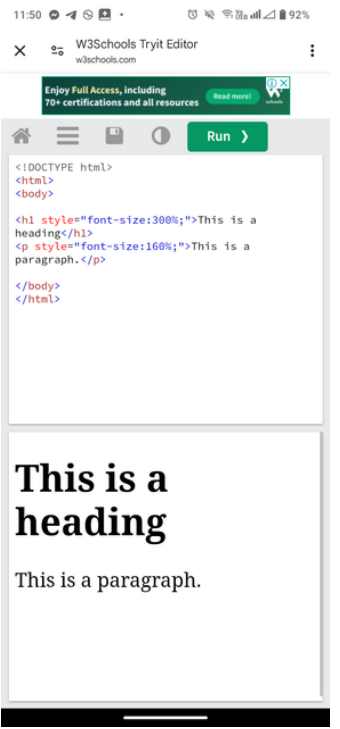 11:50
92%
W3Schools Tryit Editor
w3schools.com
Enjoy Full Access, including
70+ certifications and all resources
Read more!
Run ❯
<!DOCTYPE html>
<html>
<body>
<h1 style="font-size:300%;">This is a
heading</h1>
<p style="font-size:160%;">This is a
paragraph.</p>
</body>
</html>
This is a
heading
This is a paragraph.